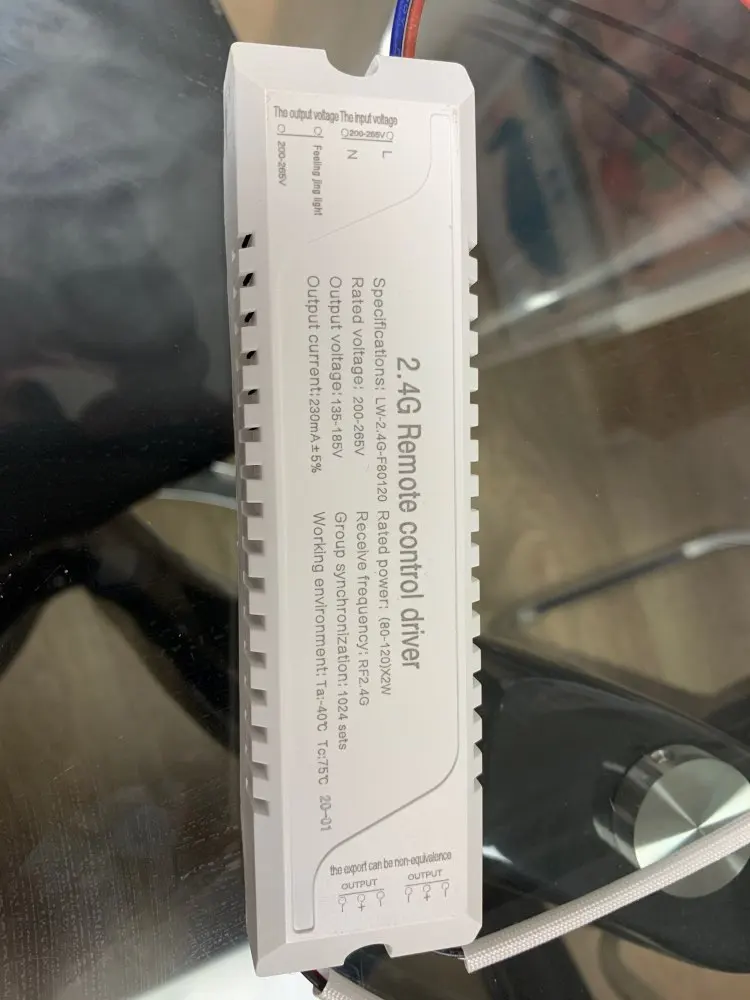 The output voltage The input voltage
200-265V
L
N
Feeling jing light
200-265V
2.4G Remote control driver
Specifications: LW-2.4G-F80120 Rated power: (80-120)X2W
Rated voltage: 200-265V Receive frequency: RF2.4G
Output voltage: 135-185V Group synchronization: 1024 sets
Output current: 230mA±5% Working environment: Ta:-40℃ Tc:75℃ 20-01
the export can be non-equivalence
OUTPUT OUTPUT
- + - - + -